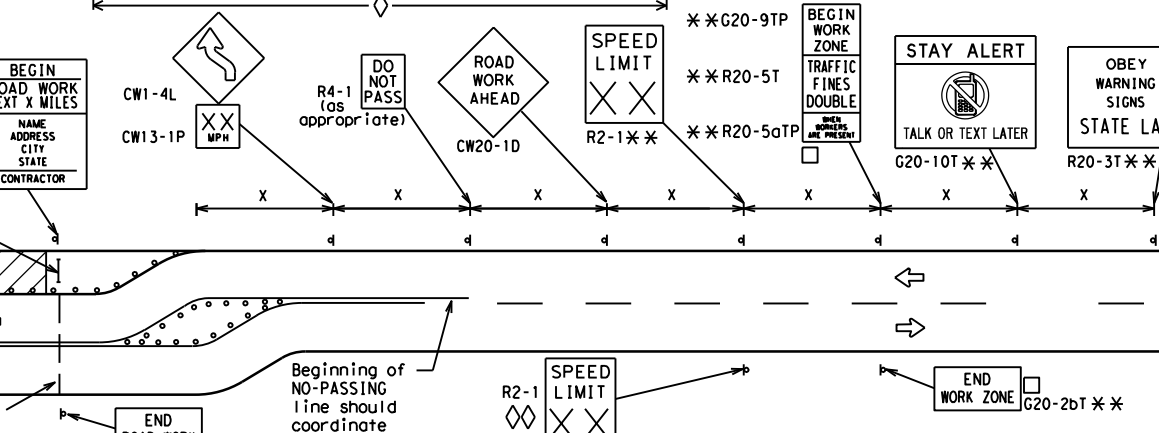 BEGIN
ROAD WORK
NEXT X MILES
NAME
ADDRESS
CITY
STATE
CONTRACTOR
CW1-4L
CW13-1P
XX
MPH
R4-1
(as
appropriate)
DO
NOT
PASS
ROAD
WORK
AHEAD
CW20-1D
SPEED
LIMIT
X X
R2-1**
**G20-9TP
**R20-5T
**R20-5aTP
BEGIN
WORK
ZONE
TRAFFIC
FINES
DOUBLE
WHEN
WORKERS
ARE PRESENT
STAY ALERT
TALK OR TEXT LATER
G20-10T**
OBEY
WARNING
SIGNS
STATE LA
R20-3T**
X X X X X X X
Beginning of
NO-PASSING
line should
coordinate
R2-1
SPEED
LIMIT
X X
END
WORK ZONE
G20-2bT**
END
ROAD WORK